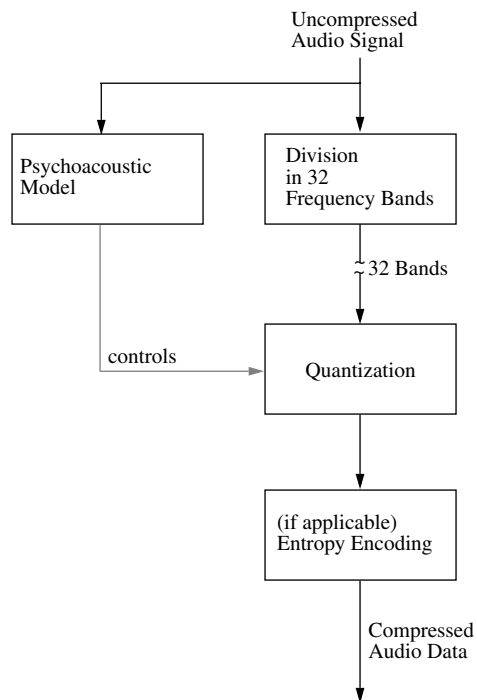 Uncompressed
Audio Signal
Psychoacoustic
Model
Division
in 32
Frequency Bands
32 Bands
controls
Quantization
(if applicable)
Entropy Encoding
Compressed
Audio Data